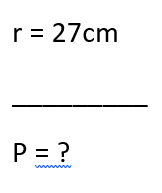 r = 27cm
P = ?